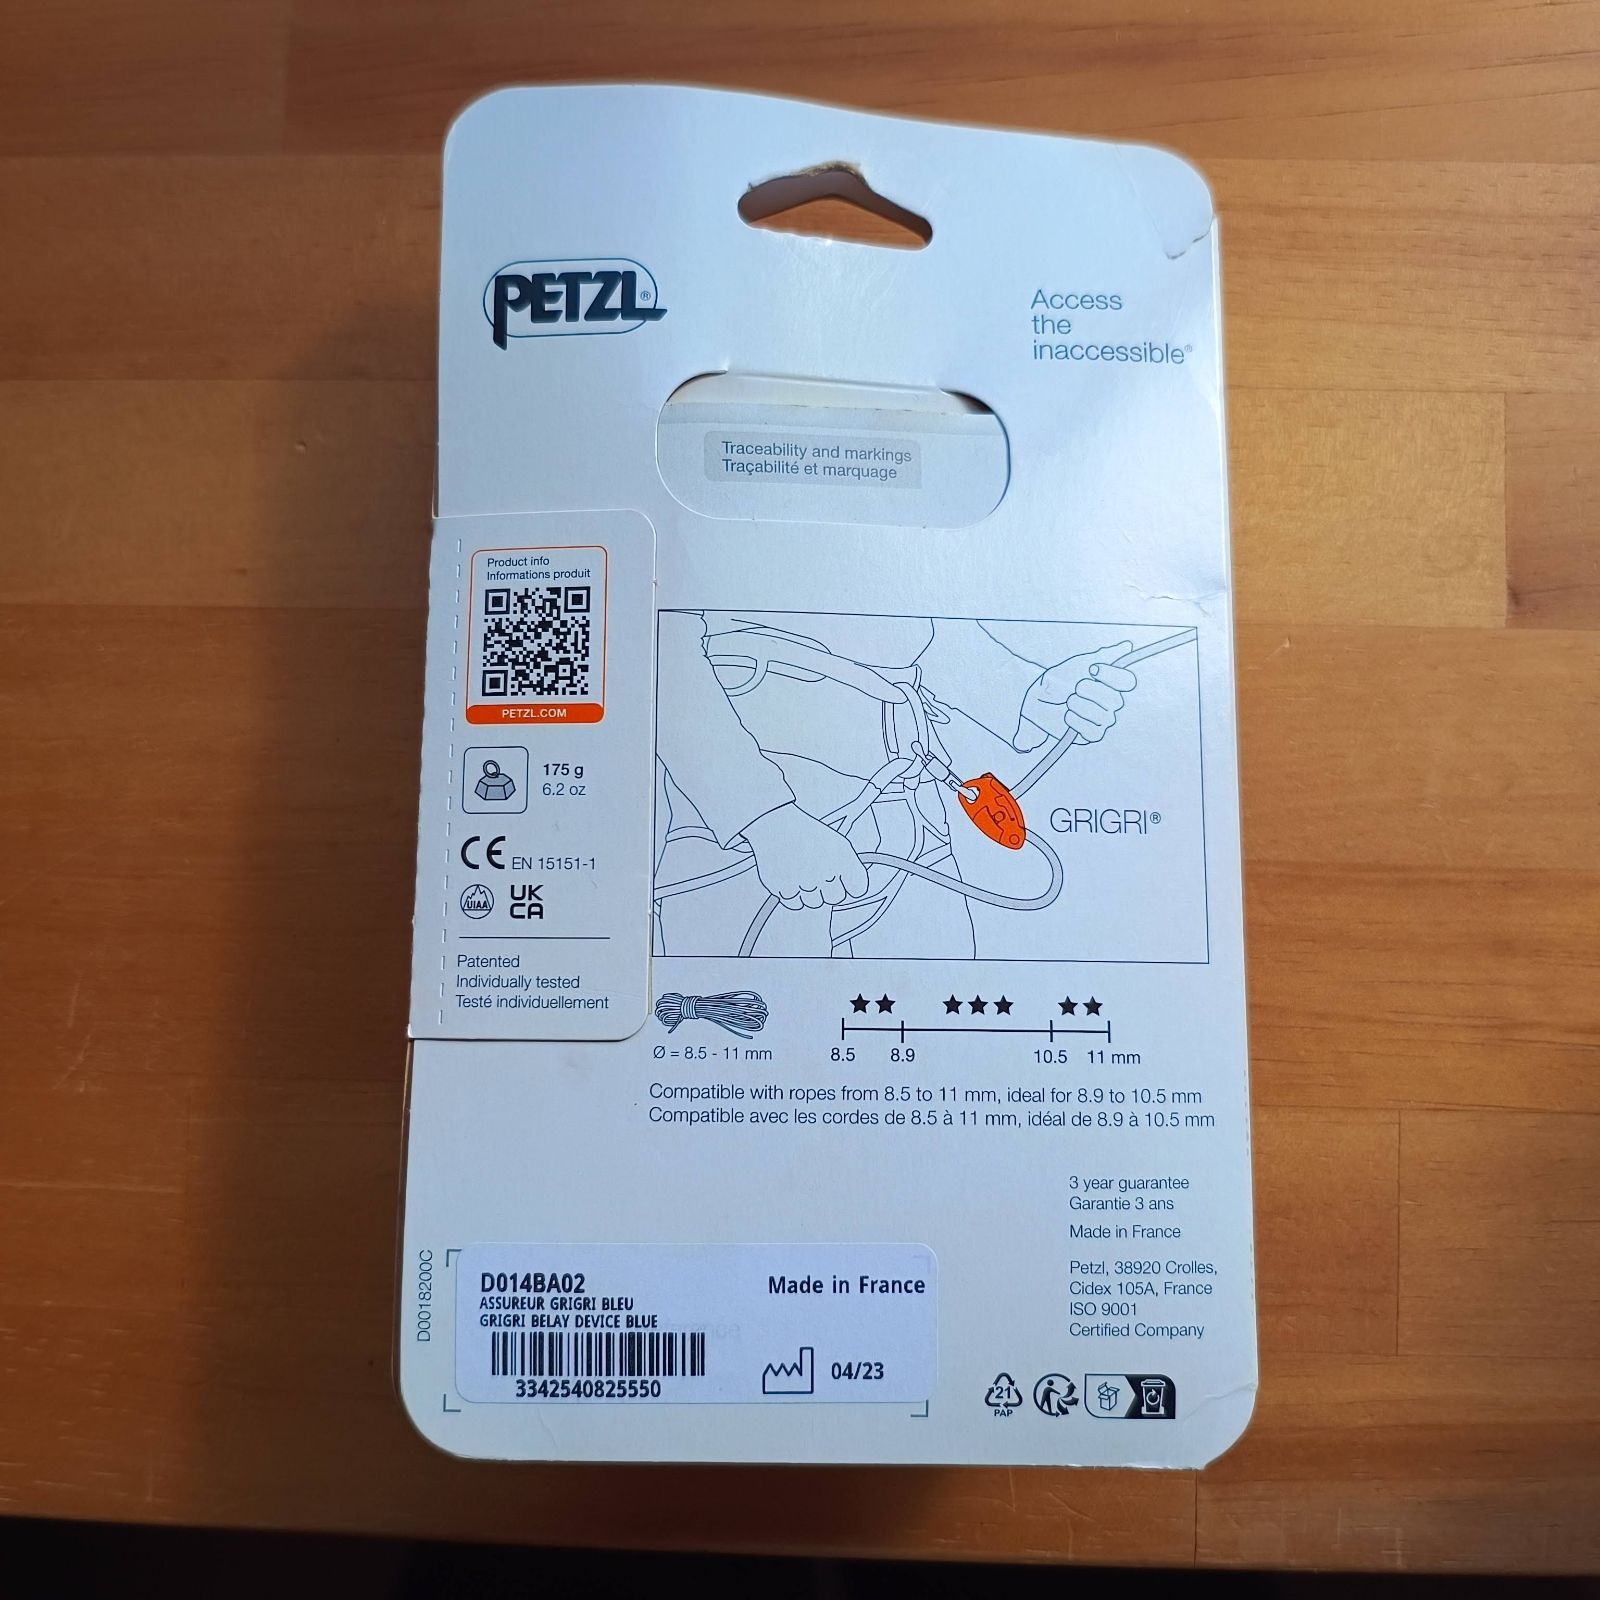 PETZL®
Access
the
inaccessible®
Traceability and markings
Traçabilité et marquage
Product info
Informations produit
PETZL.COM
175 g
6.2 oz
CE EN 15151-1
UIAA UK
CA
Patented
Individually tested
Testé individuellement
GRIGRI®
Ø = 8.5 - 11 mm
8.5 8.9 10.5 11 mm
Compatible with ropes from 8.5 to 11 mm, ideal for 8.9 to 10.5 mm
Compatible avec les cordes de 8.5 à 11 mm, idéal de 8.9 à 10.5 mm
3 year guarantee
Garantie 3 ans
Made in France
Petzl, 38920 Crolles,
Cidex 105A, France
ISO 9001
Certified Company
D0018200C
D014BA02 Made in France
ASSUREUR GRIGRI BLEU
GRIGRI BELAY DEVICE BLUE
3342540825550
04/23
21
PAP